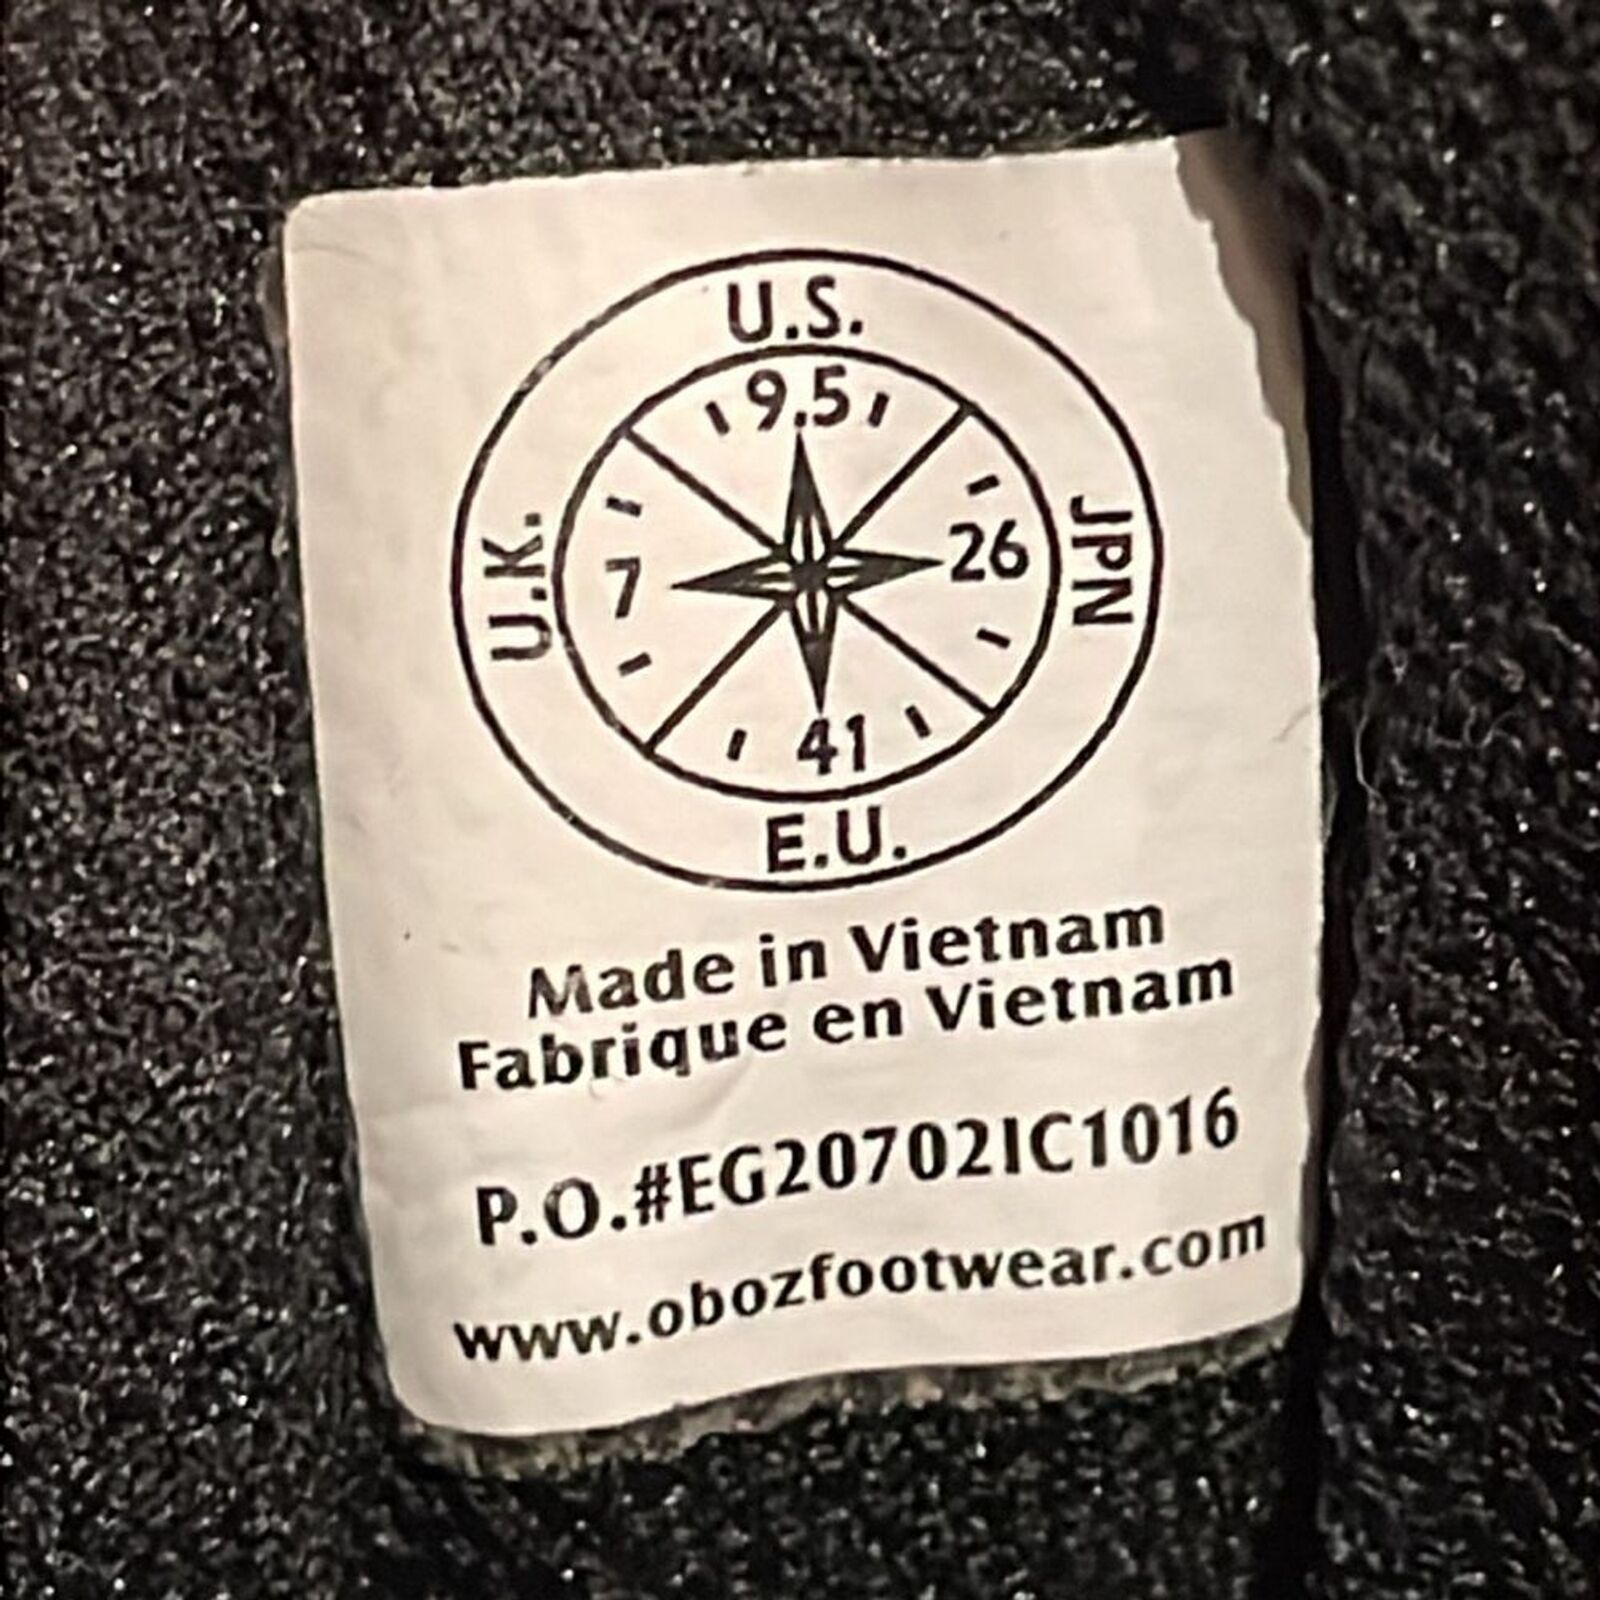 U.S.
9.5
U.K.
7
26
JPN
41
E.U.
Made in Vietnam
Fabrique en Vietnam
P.O.#EG20702IC1016
www.obozfootwear.com